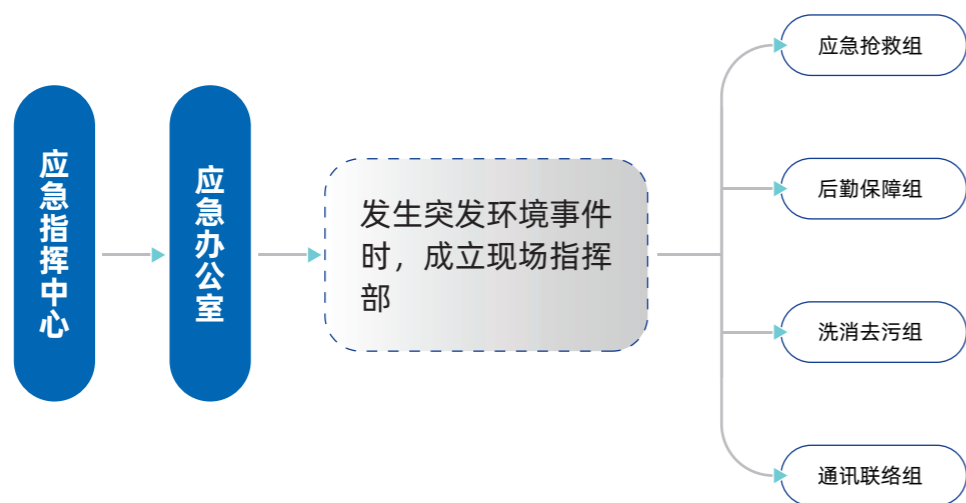 应急指挥中心
应急办公室
发生突发环境事件
时，成立现场指挥
部
应急抢救组
后勤保障组
洗消去污组
通讯联络组